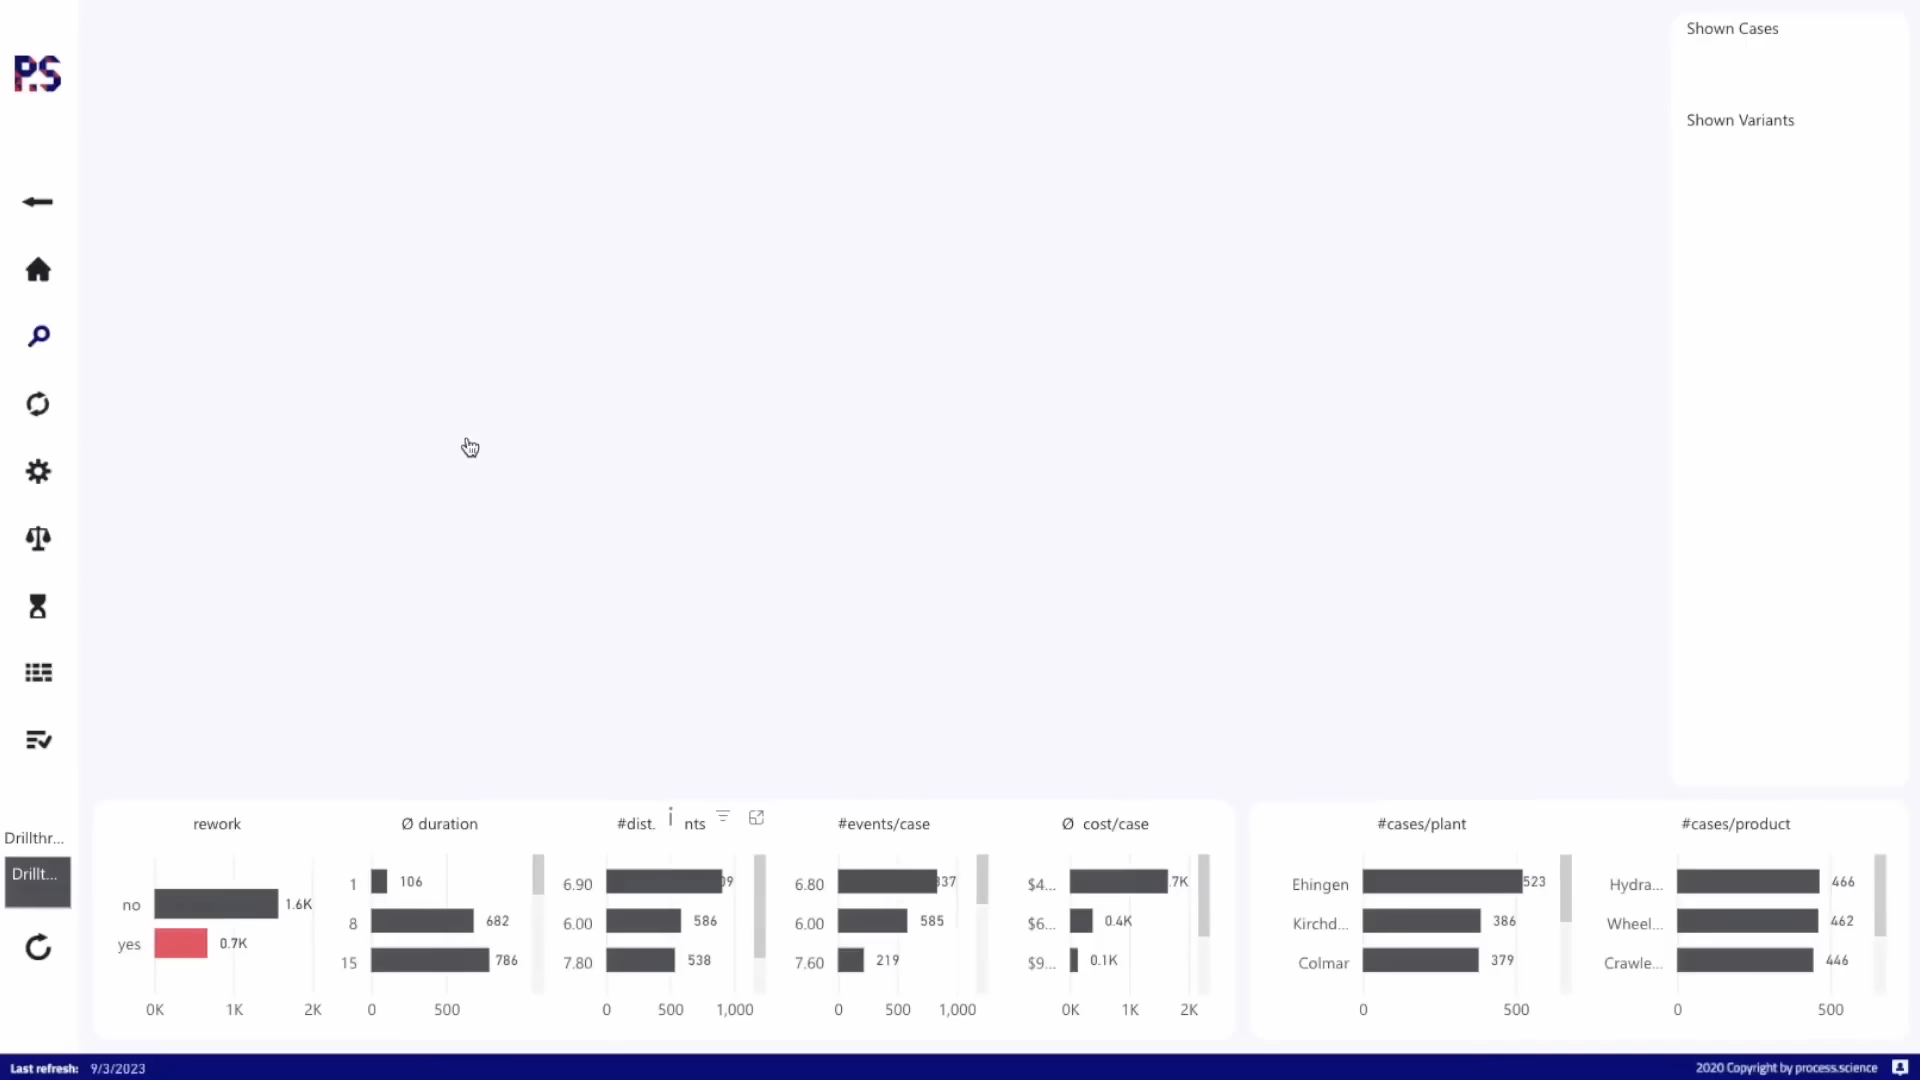 P.S
Shown Cases
Shown Variants
Drillthr...
Drillt...
rework
no 1.6K
yes 0.7K
0K 1K 2K
Ø duration
1 106
8 682
15 786
0 500
#dist. nts
6.90 09
6.00 586
7.80 538
0 500 1,000
#events/case
6.80 337
6.00 585
7.60 219
0 500 1,000
Ø cost/case
$4... .7K
$6... 0.4K
$9... 0.1K
0K 1K 2K
#cases/plant
Ehingen 523
Kirchd... 386
Colmar 379
0 500
#cases/product
Hydra... 466
Wheel... 462
Crawle... 446
0 500
Last refresh: 9/3/2023
2020 Copyright by process.science